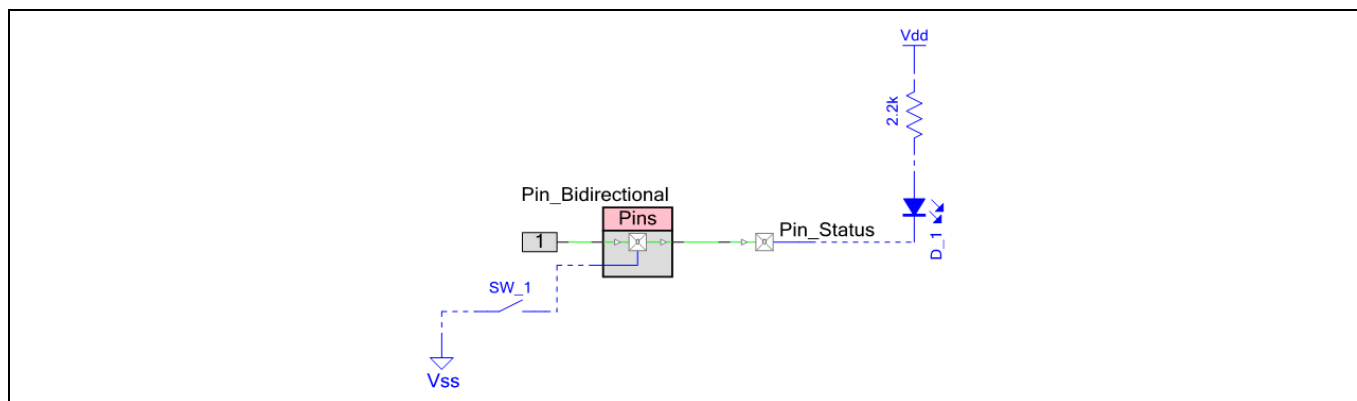 Vdd
2.2k
Pin_Bidirectional
Pins
1
Pin_Status
D_1
SW_1
Vss